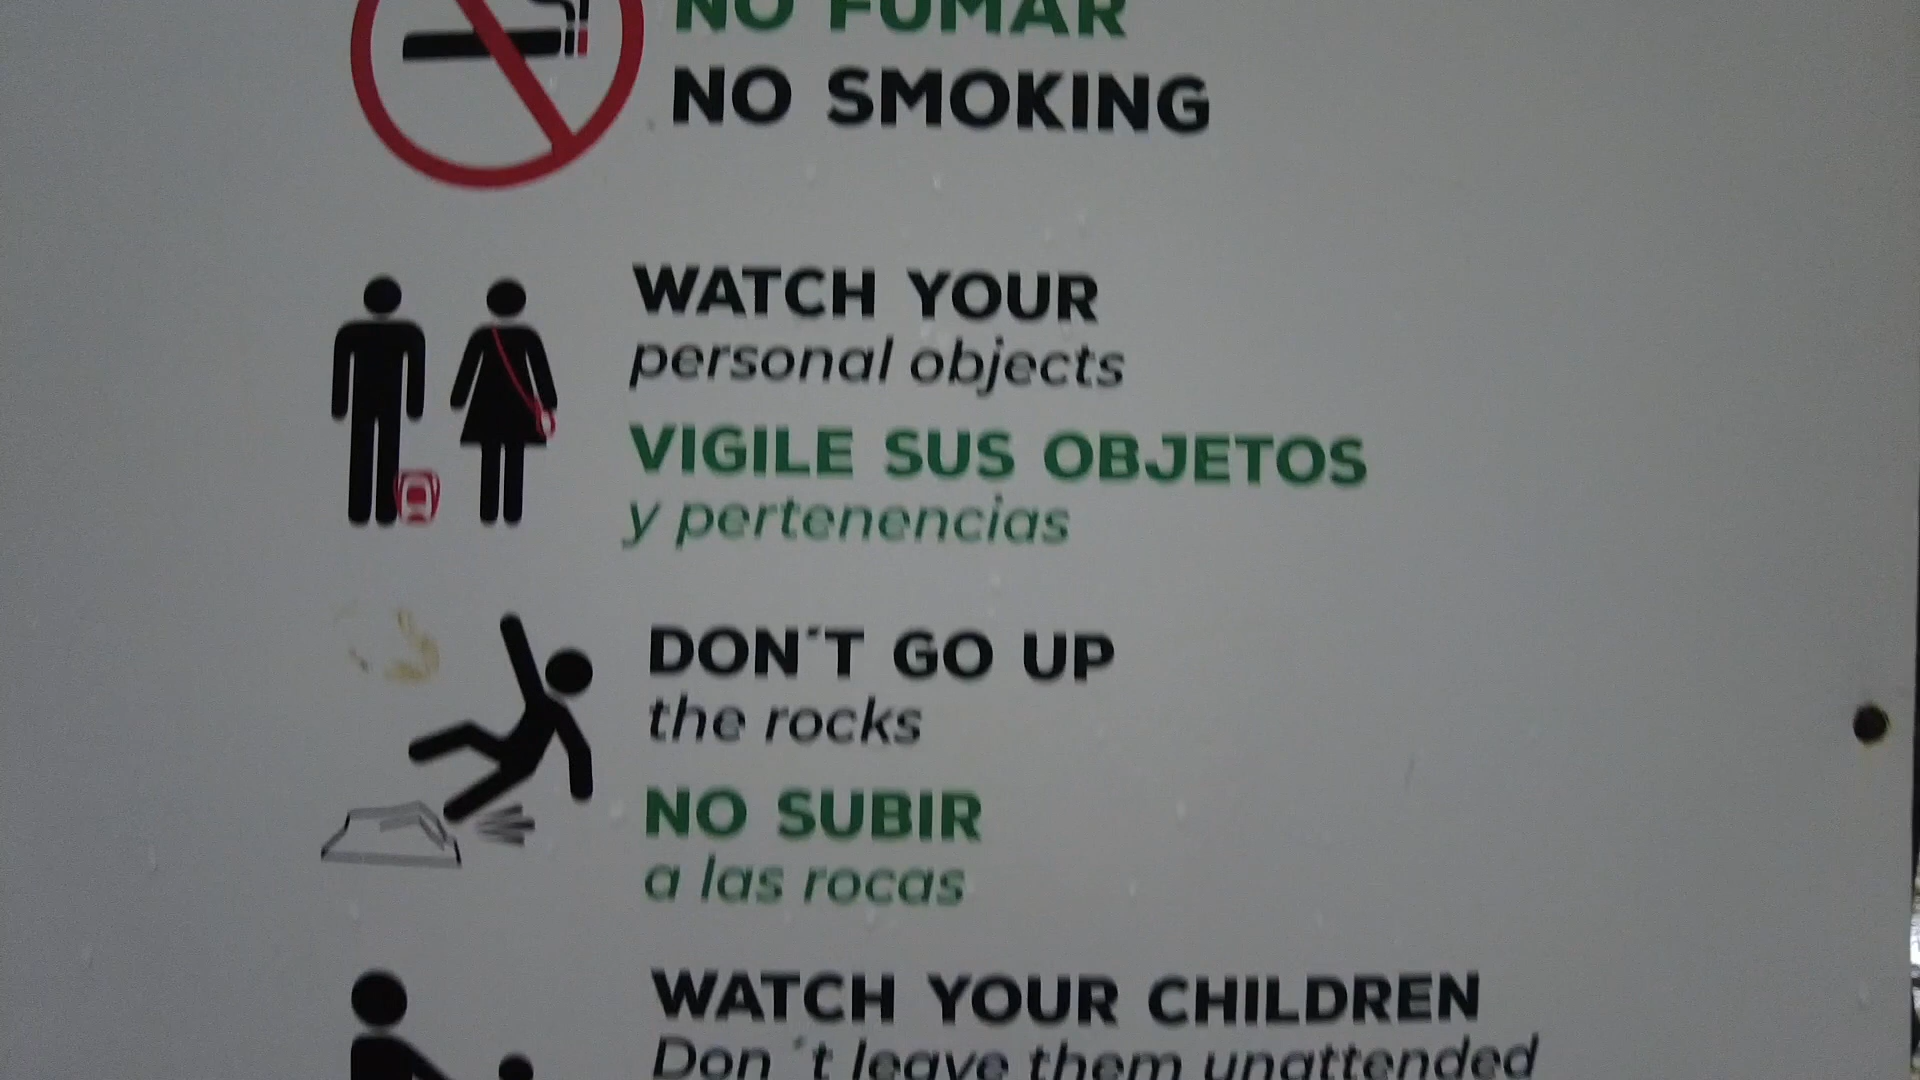 NO FUMAR
NO SMOKING
WATCH YOUR
personal objects
VIGILE SUS OBJETOS
y pertenencias
DON´T GO UP
the rocks
NO SUBIR
a las rocas
WATCH YOUR CHILDREN
Don´t leave them unattended